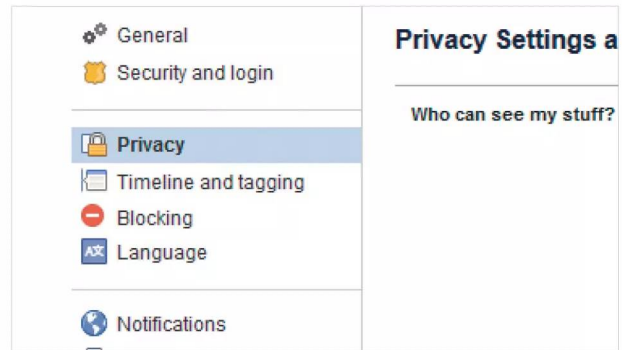 General
Security and login
Privacy
Timeline and tagging
Blocking
Language
Notifications
Privacy Settings a
Who can see my stuff?